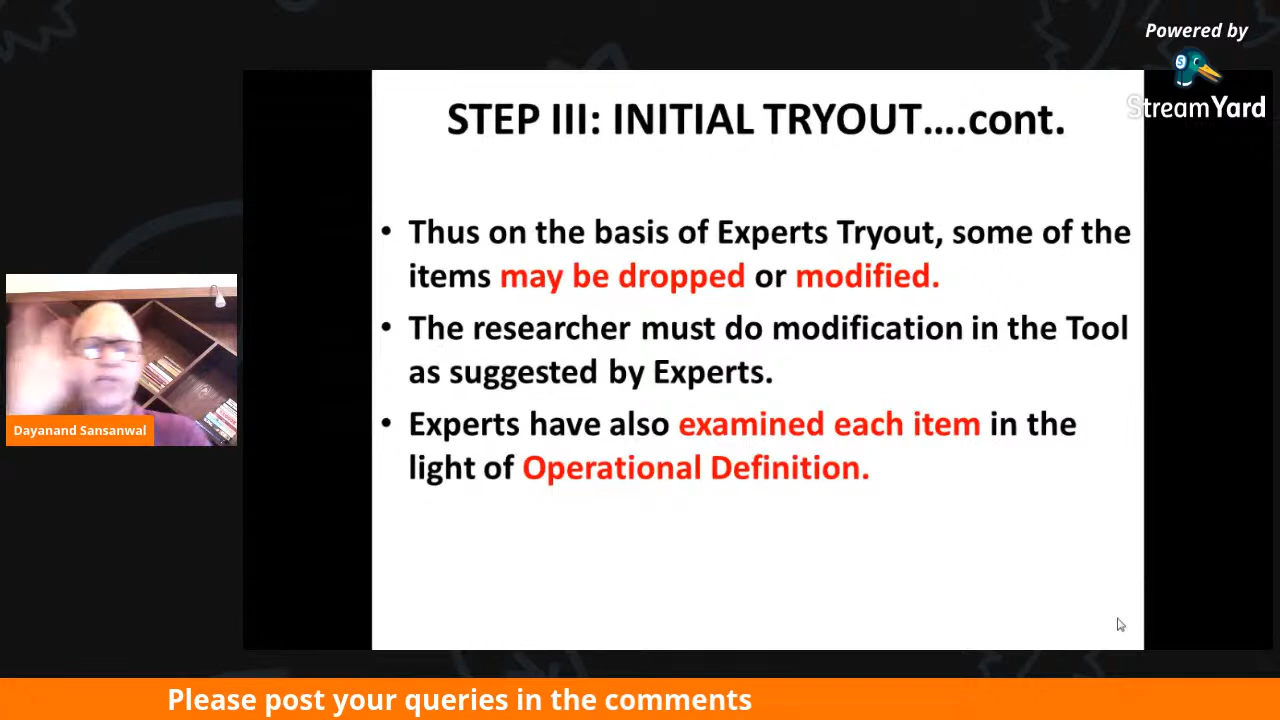 Powered by
StreamYard
STEP III: INITIAL TRYOUT....cont.
• Thus on the basis of Experts Tryout, some of the
items may be dropped or modified.
• The researcher must do modification in the Tool
as suggested by Experts.
• Experts have also examined each item in the
light of Operational Definition.
Dayanand Sansanwal
Please post your queries in the comments